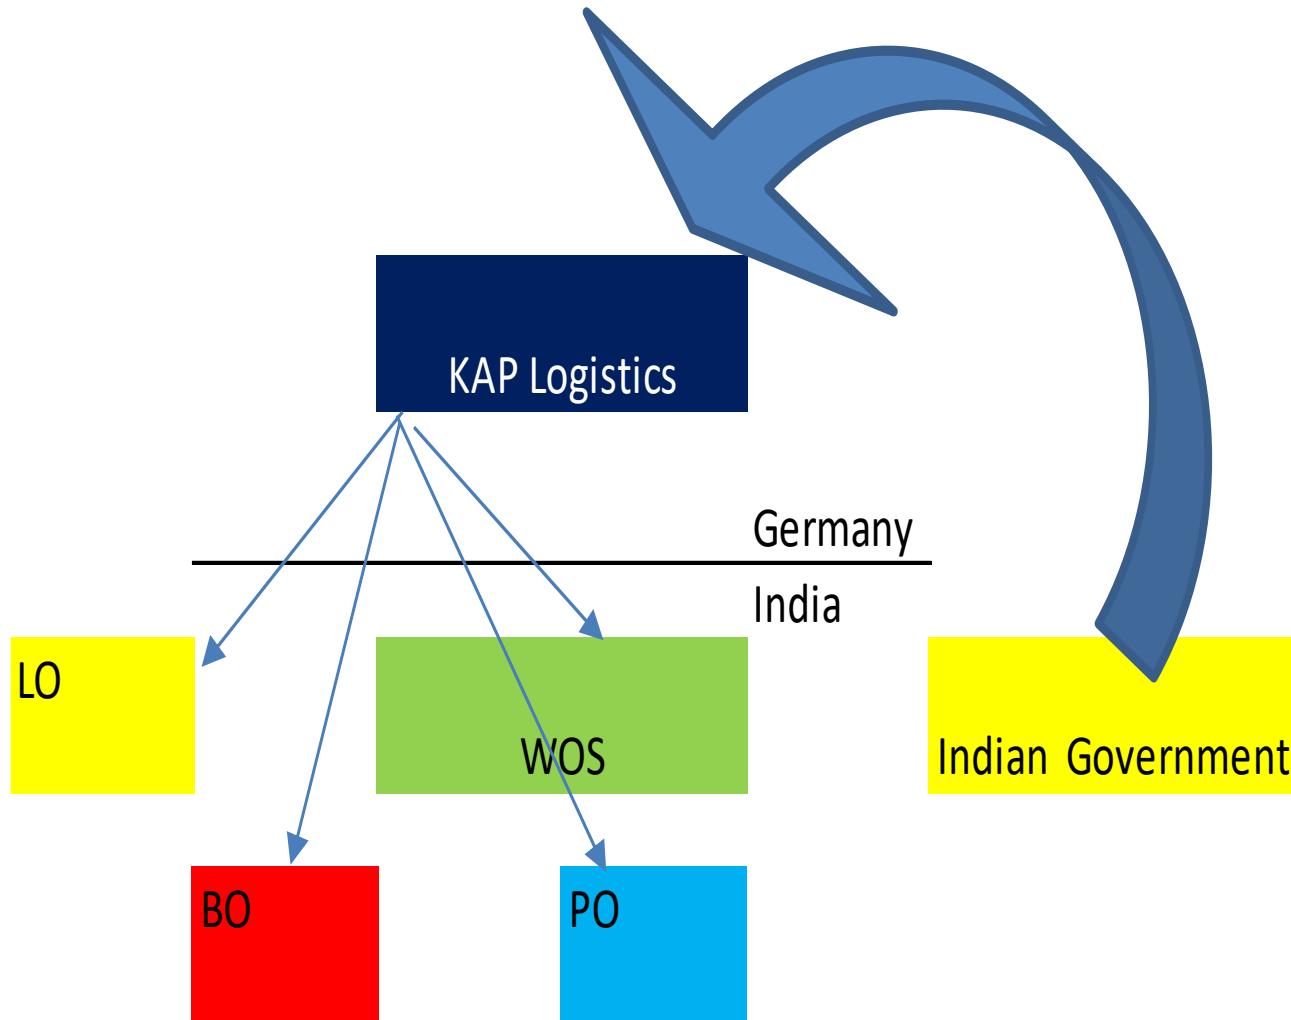 KAP Logistics
Germany
India
LO
WOS
Indian Government
BO
PO